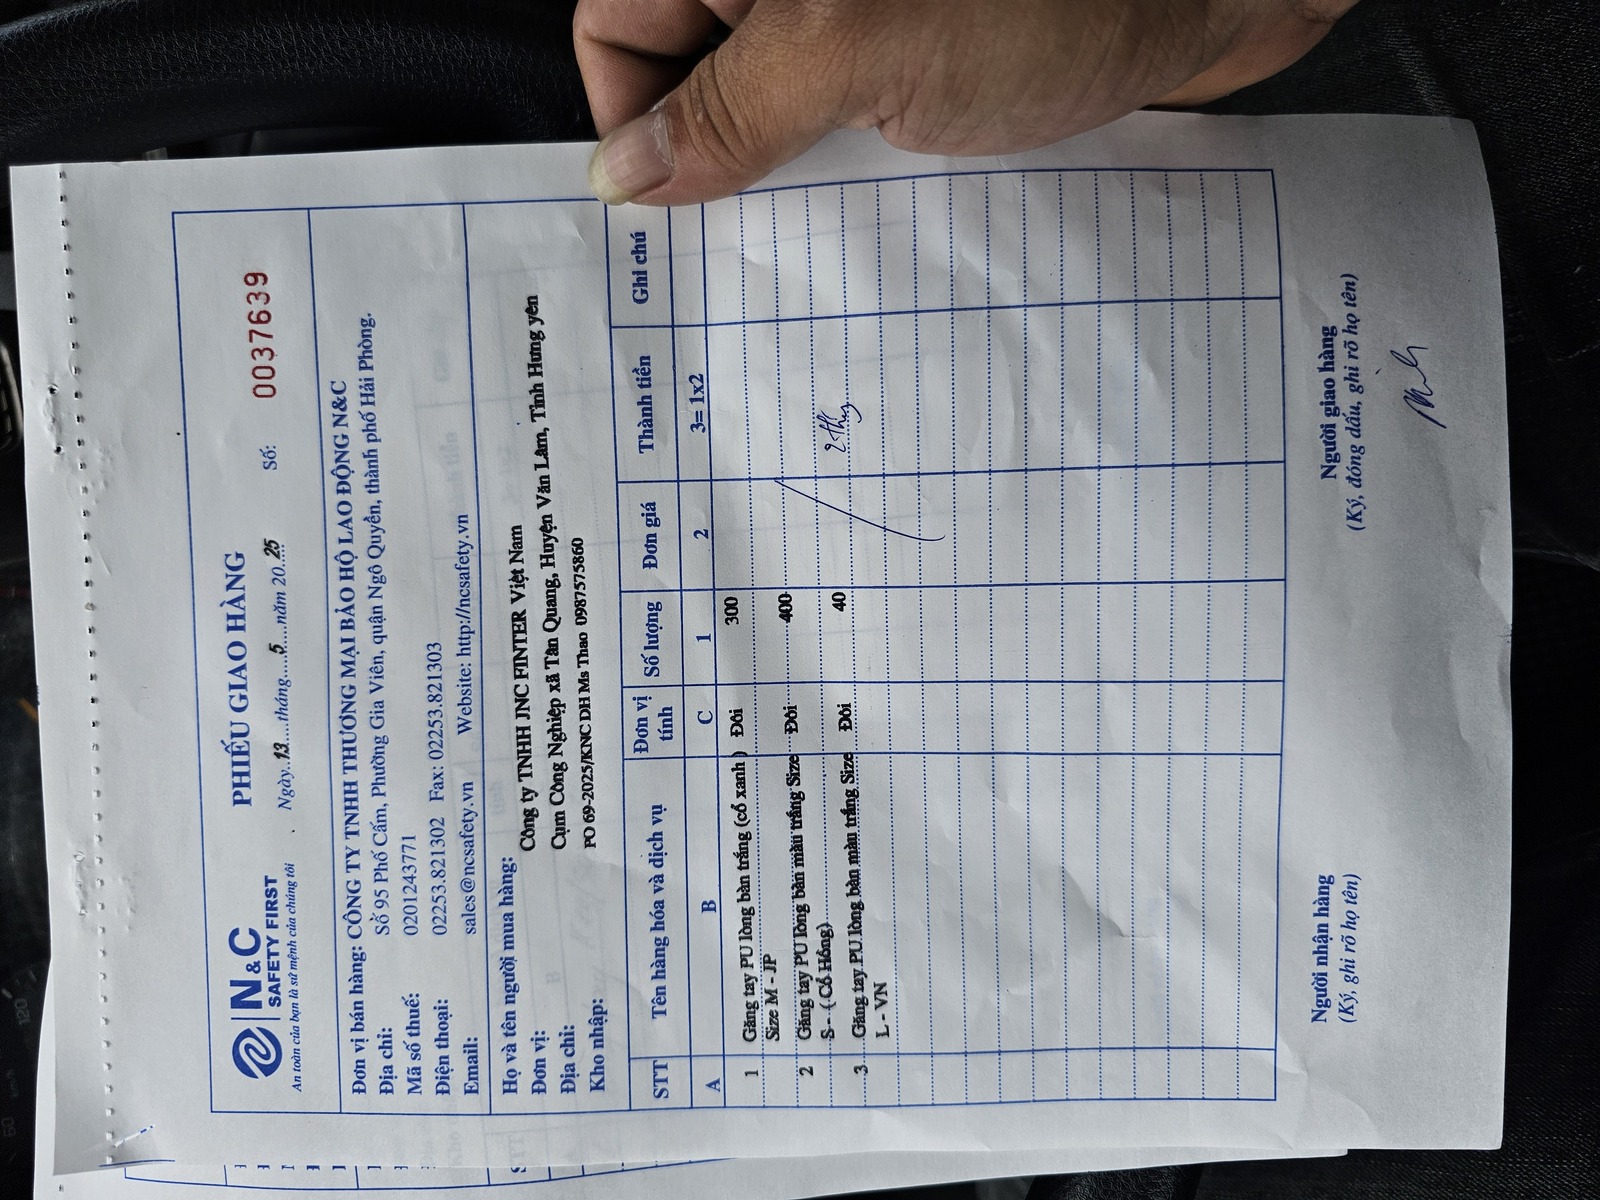 N&C
SAFETY FIRST
An toàn của bạn là sứ mệnh của chúng tôi
PHIẾU GIAO HÀNG
Ngày..13....tháng....5.....năm 20..25
Số: 0037639
Đơn vị bán hàng: CÔNG TY TNHH THƯƠNG MẠI BẢO HỘ LAO ĐỘNG N&C
Địa chỉ: Số 95 Phố Cấm, Phường Gia Viên, quận Ngô Quyền, thành phố Hải Phòng.
Mã số thuế: 0201243771
Điện thoại: 02253.821302 Fax: 02253.821303
Email: sales@ncsafety.vn Website: http://ncsafety.vn
Họ và tên người mua hàng:
Đơn vị: Công ty TNHH JNC FINTER Việt Nam
Địa chỉ: Cụm Công Nghiệp xã Tân Quang, Huyện Văn Lâm, Tỉnh Hưng yên
Kho nhập: PO 69-2025/KNC DH Ms Thao 0987575860
STT Tên hàng hóa và dịch vụ Đơn vị tính Số lượng Đơn giá Thành tiền Ghi chú
A B C 1 2 3= 1x2
1 Găng tay PU lòng bàn trắng (cổ xanh ) Đôi 300
Size M - JP
2 Găng tay PU lòng bàn màu trắng Size Đôi 400
S - ( Cổ Hồng)
3 Găng tay PU lòng bàn màu trắng Size Đôi 40
L - VN
Người nhận hàng
(Ký, ghi rõ họ tên)
Người giao hàng
(Ký, đóng dấu, ghi rõ họ tên)